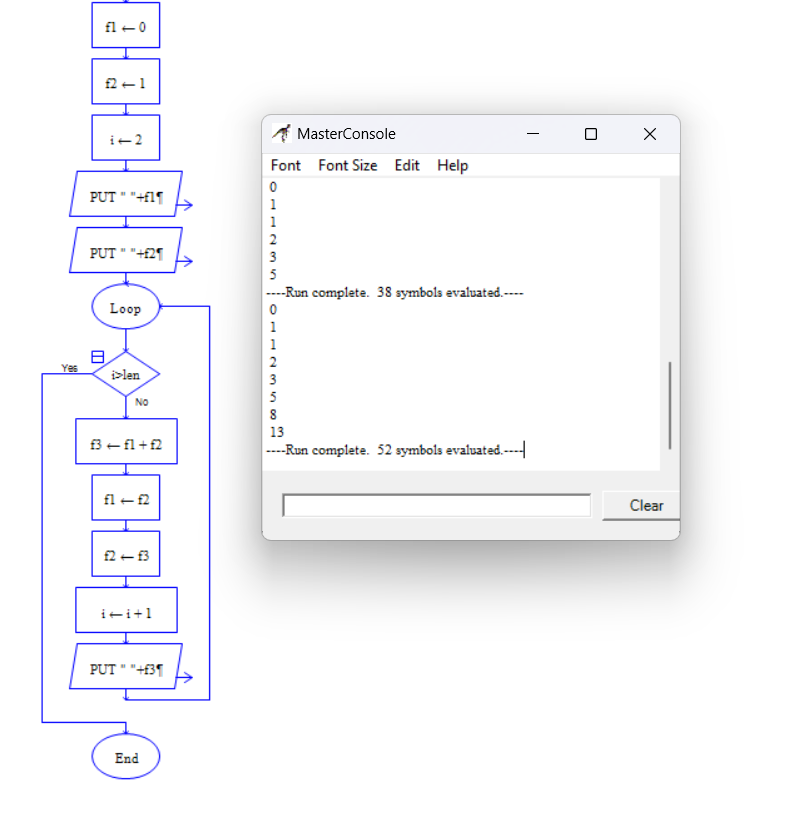 f1 ← 0
f2 ← 1
i ← 2
PUT " "+f1¶
PUT " "+f2¶
Loop
Yes
i>len
No
f3 ← f1 + f2
f1 ← f2
f2 ← f3
i ← i + 1
PUT " "+f3¶
End
MasterConsole
Font Font Size Edit Help
0
1
1
2
3
5
----Run complete. 38 symbols evaluated.----
0
1
1
2
3
5
8
13
----Run complete. 52 symbols evaluated.----
Clear